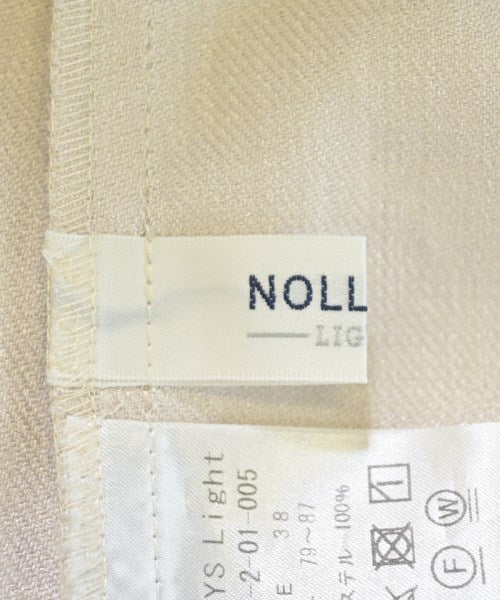 NOLL
LIG
YS Light
-2-01-005
E 38
79~87
ステル 100%
F W